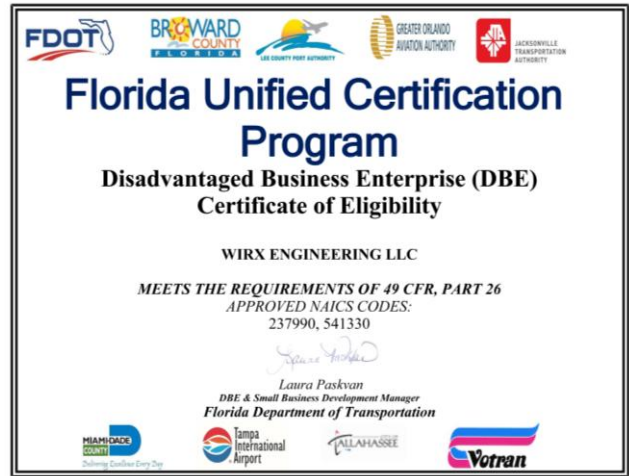 FDOT
BROWARD
COUNTY
FLORIDA
LEE COUNTY PORT AUTHORITY
GREATER ORLANDO
AVIATION AUTHORITY
JACKSONVILLE
TRANSPORTATION
AUTHORITY
Florida Unified Certification
Program
Disadvantaged Business Enterprise (DBE)
Certificate of Eligibility
WIRX ENGINEERING LLC
MEETS THE REQUIREMENTS OF 49 CFR, PART 26
APPROVED NAICS CODES:
237990, 541330
Laura Paskvan
DBE & Small Business Development Manager
Florida Department of Transportation
MIAMI-DADE
COUNTY
Delivering Excellence Every Day
Tampa
International
Airport
TALLAHASSEE
Votran